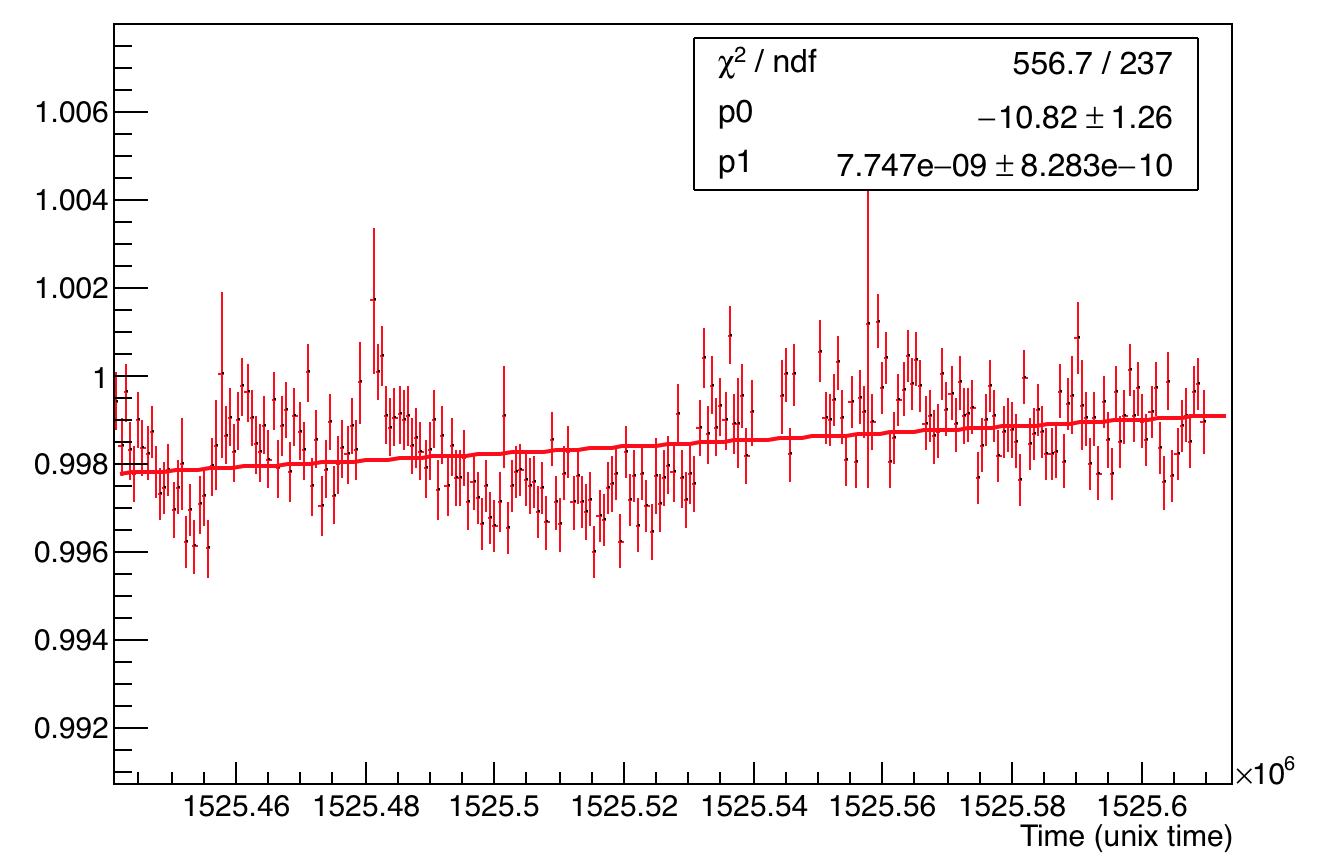 χ² / ndf 556.7 / 237
p0 −10.82 ± 1.26
p1 7.747e−09 ± 8.283e−10
1.006
1.004
1.002
1
0.998
0.996
0.994
0.992
1525.46 1525.48 1525.5 1525.52 1525.54 1525.56 1525.58 1525.6
×10⁶
Time (unix time)